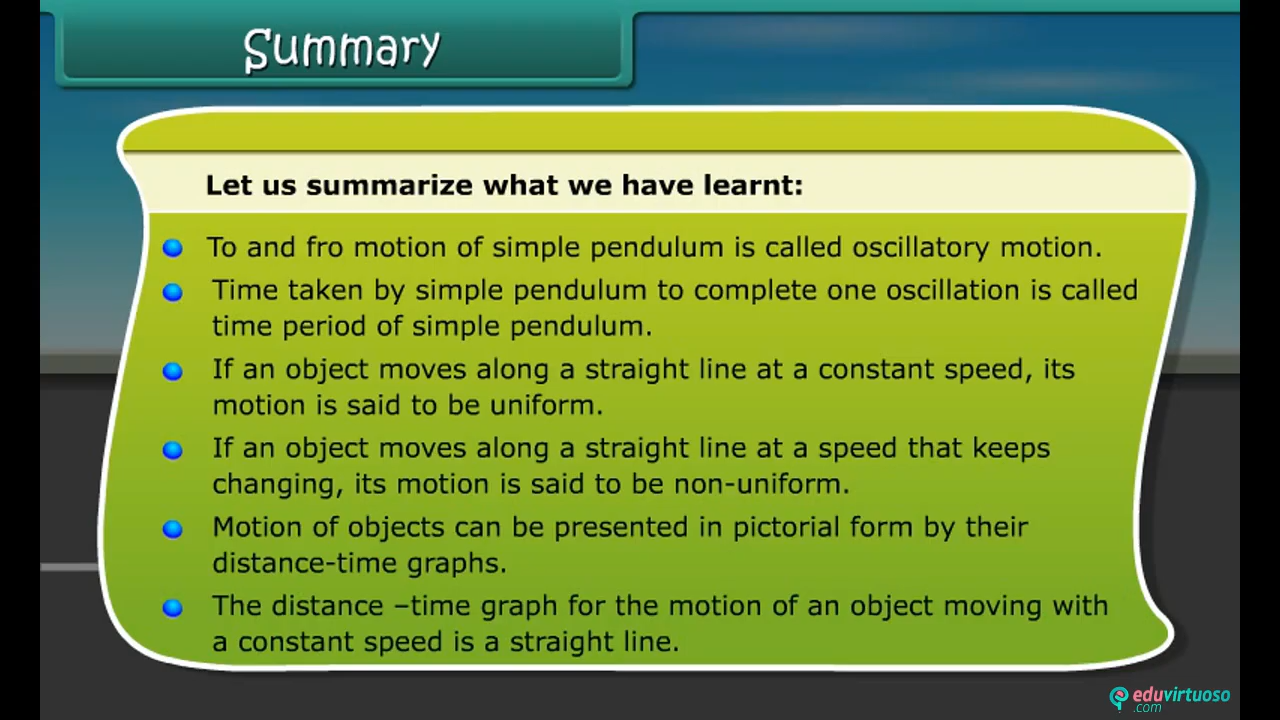 Summary
Let us summarize what we have learnt:
To and fro motion of simple pendulum is called oscillatory motion.
Time taken by simple pendulum to complete one oscillation is called
time period of simple pendulum.
If an object moves along a straight line at a constant speed, its
motion is said to be uniform.
If an object moves along a straight line at a speed that keeps
changing, its motion is said to be non-uniform.
Motion of objects can be presented in pictorial form by their
distance-time graphs.
The distance –time graph for the motion of an object moving with
a constant speed is a straight line.
eduvirtuoso
.com